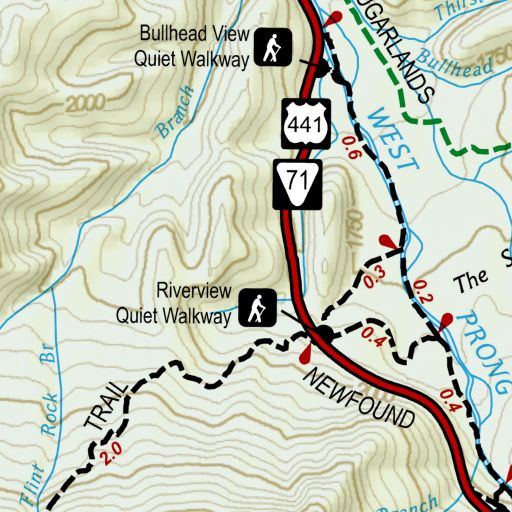 Bullhead View
Quiet Walkway
2000
Branch
441
71
0.6
WEST
Bullhead
750
1750
0.3
0.2
The
Riverview
Quiet Walkway
0.4
PRONG
0.4
NEWFOUND
TRAIL
2.0
Flint Rock Br
Branch